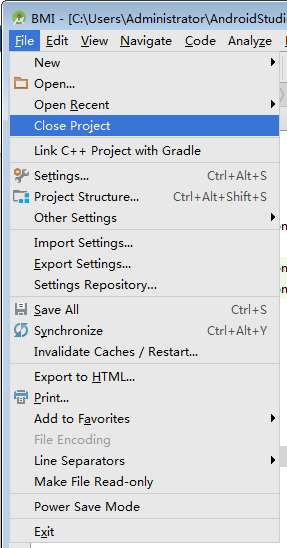 BMI - [C:\Users\Administrator\AndroidStudi
File Edit View Navigate Code Analyze
New
Open...
Open Recent
Close Project
Link C++ Project with Gradle
Settings... Ctrl+Alt+S
Project Structure... Ctrl+Alt+Shift+S
Other Settings
Import Settings...
Export Settings...
Settings Repository...
Save All Ctrl+S
Synchronize Ctrl+Alt+Y
Invalidate Caches / Restart...
Export to HTML...
Print...
Add to Favorites
File Encoding
Line Separators
Make File Read-only
Power Save Mode
Exit